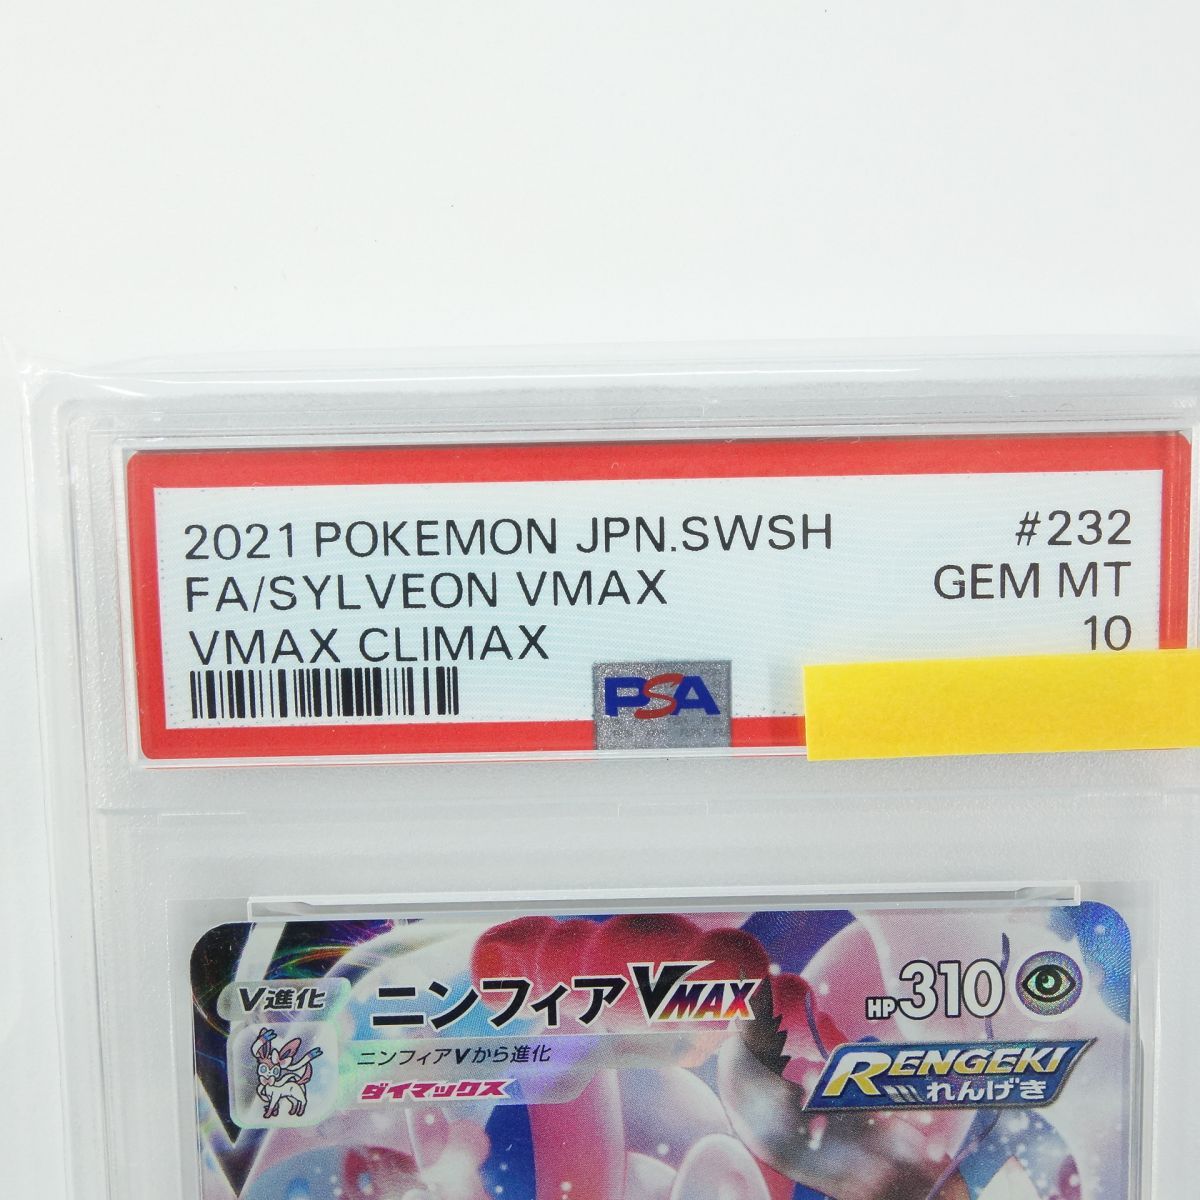 2021 POKEMON JPN.SWSH #232
FA/SYLVEON VMAX GEM MT
VMAX CLIMAX 10
PSA
V進化
ニンフィアVMAX HP310
ニンフィアVから進化
ダイマックス
RENGEKI
れんげき